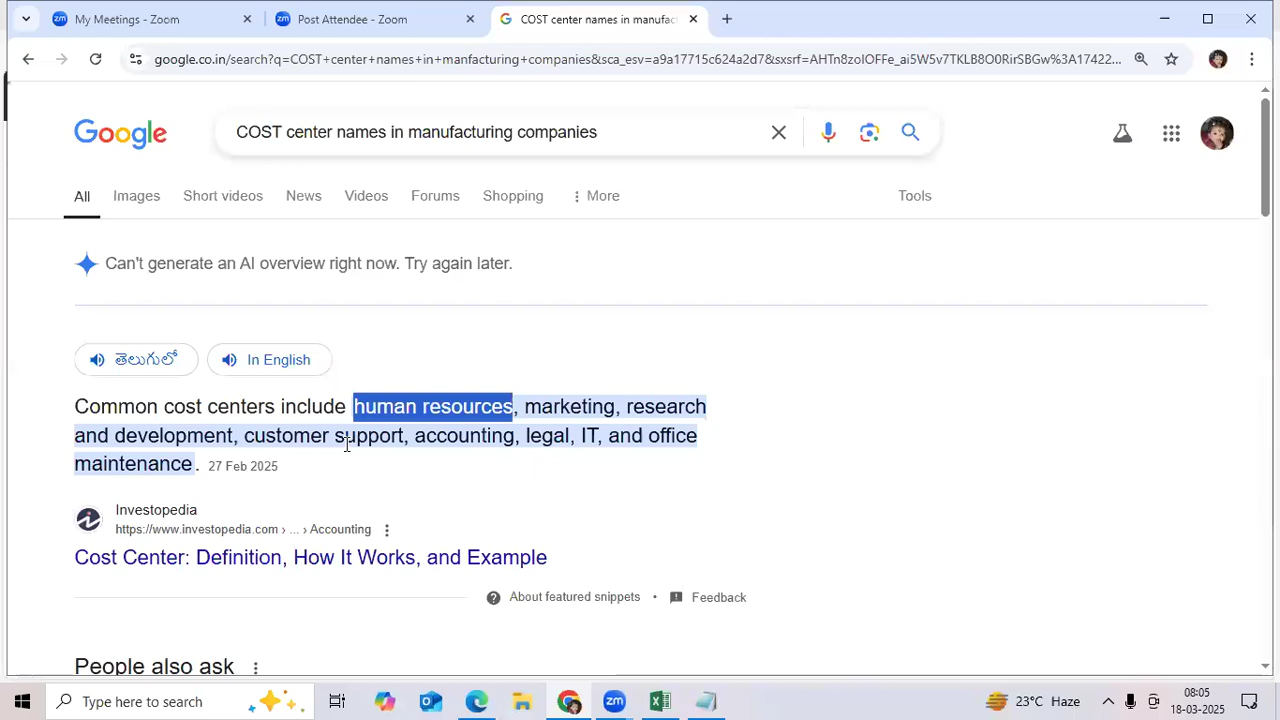 My Meetings - Zoom
Post Attendee - Zoom
COST center names in manufac
google.co.in/search?q=COST+center+names+in+manfacturing+companies&sca_esv=a9a17715c624a2d7&sxsrf=AHTn8zoIOFFe_ai5W5v7TKLB8O0RirSBGw%3A17422...
Google
COST center names in manufacturing companies
All
Images
Short videos
News
Videos
Forums
Shopping
More
Tools
Can't generate an AI overview right now. Try again later.
తెలుగులో
In English
Common cost centers include human resources, marketing, research
and development, customer support, accounting, legal, IT, and office
maintenance. 27 Feb 2025
Investopedia
https://www.investopedia.com › ... › Accounting
Cost Center: Definition, How It Works, and Example
About featured snippets
Feedback
People also ask
Type here to search
23°C Haze
08:05
18-03-2025